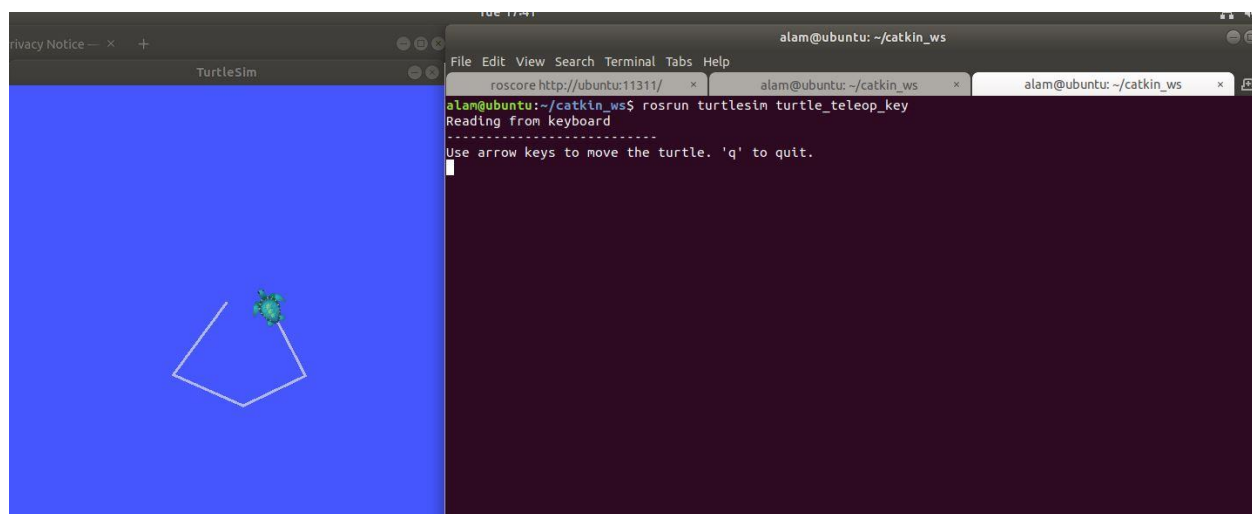 Tue 17:41
rivacy Notice — × +
TurtleSim
alam@ubuntu: ~/catkin_ws
File Edit View Search Terminal Tabs Help
roscore http://ubuntu:11311/ ×
alam@ubuntu: ~/catkin_ws ×
alam@ubuntu: ~/catkin_ws ×
alam@ubuntu:~/catkin_ws$ rosrun turtlesim turtle_teleop_key
Reading from keyboard
---------------------------
Use arrow keys to move the turtle. 'q' to quit.